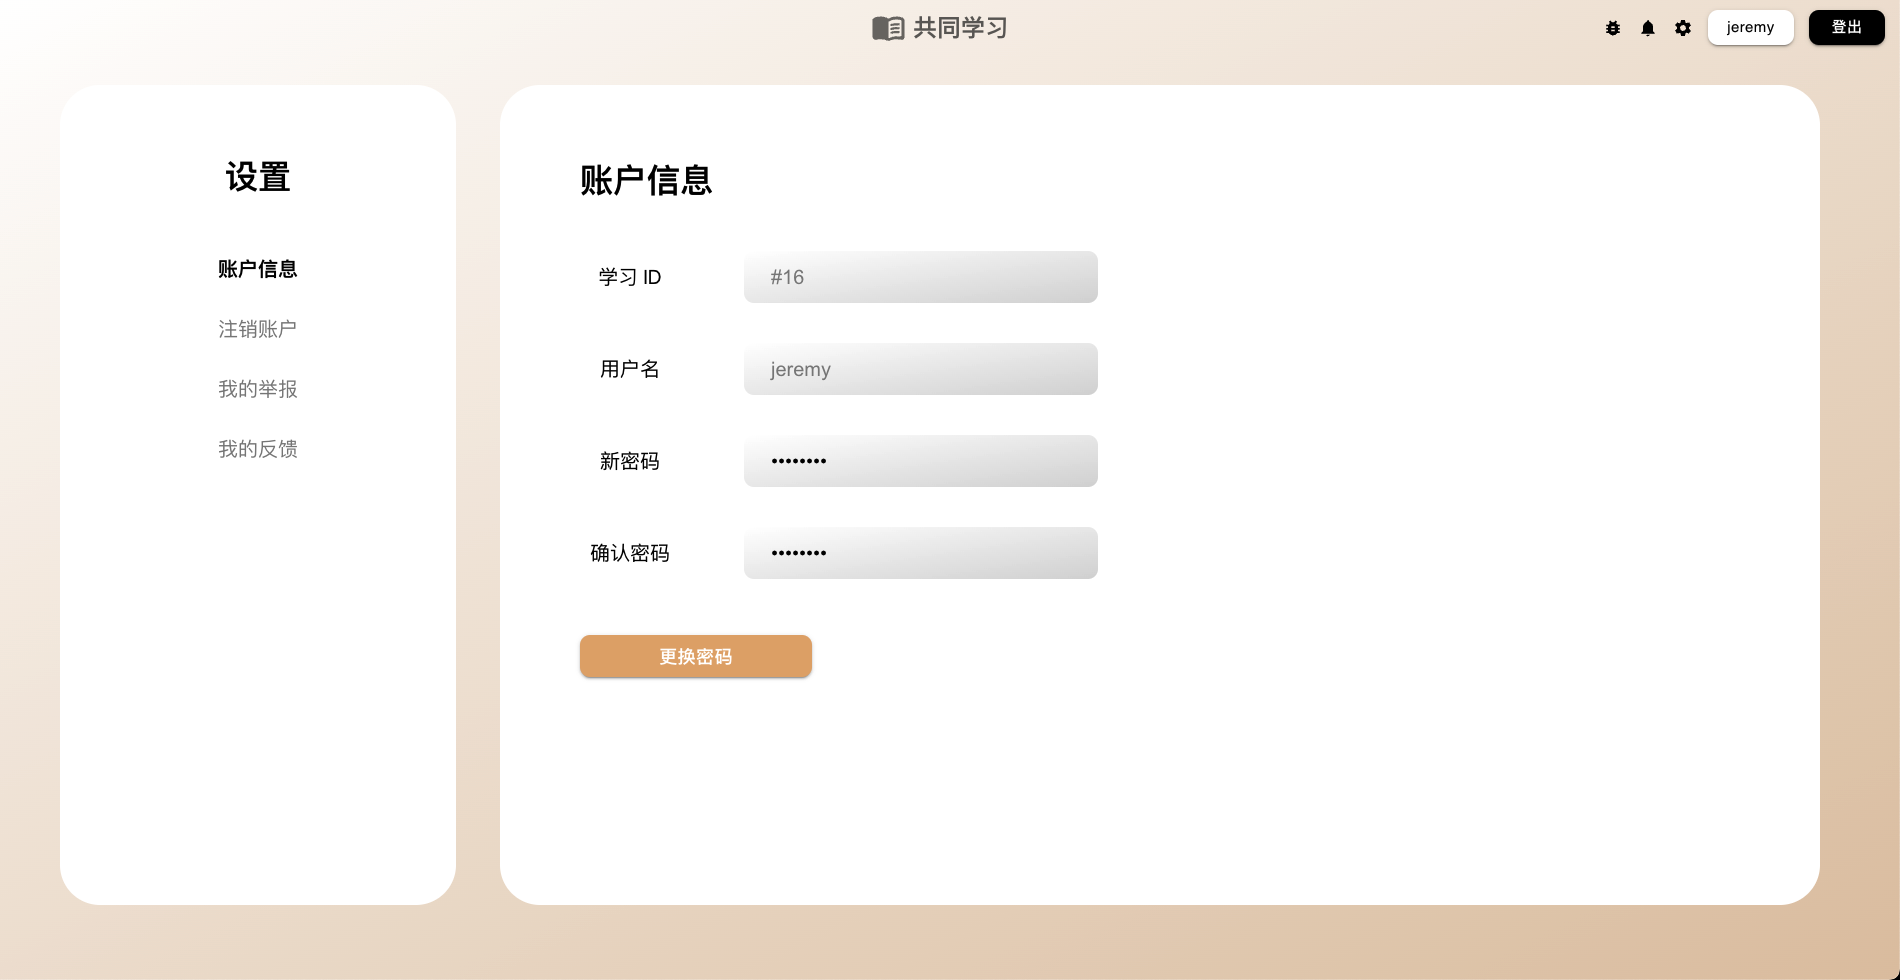 共同学习
jeremy
登出
设置
账户信息
注销账户
我的举报
我的反馈
账户信息
学习 ID
#16
用户名
jeremy
新密码
••••••••
确认密码
••••••••
更换密码